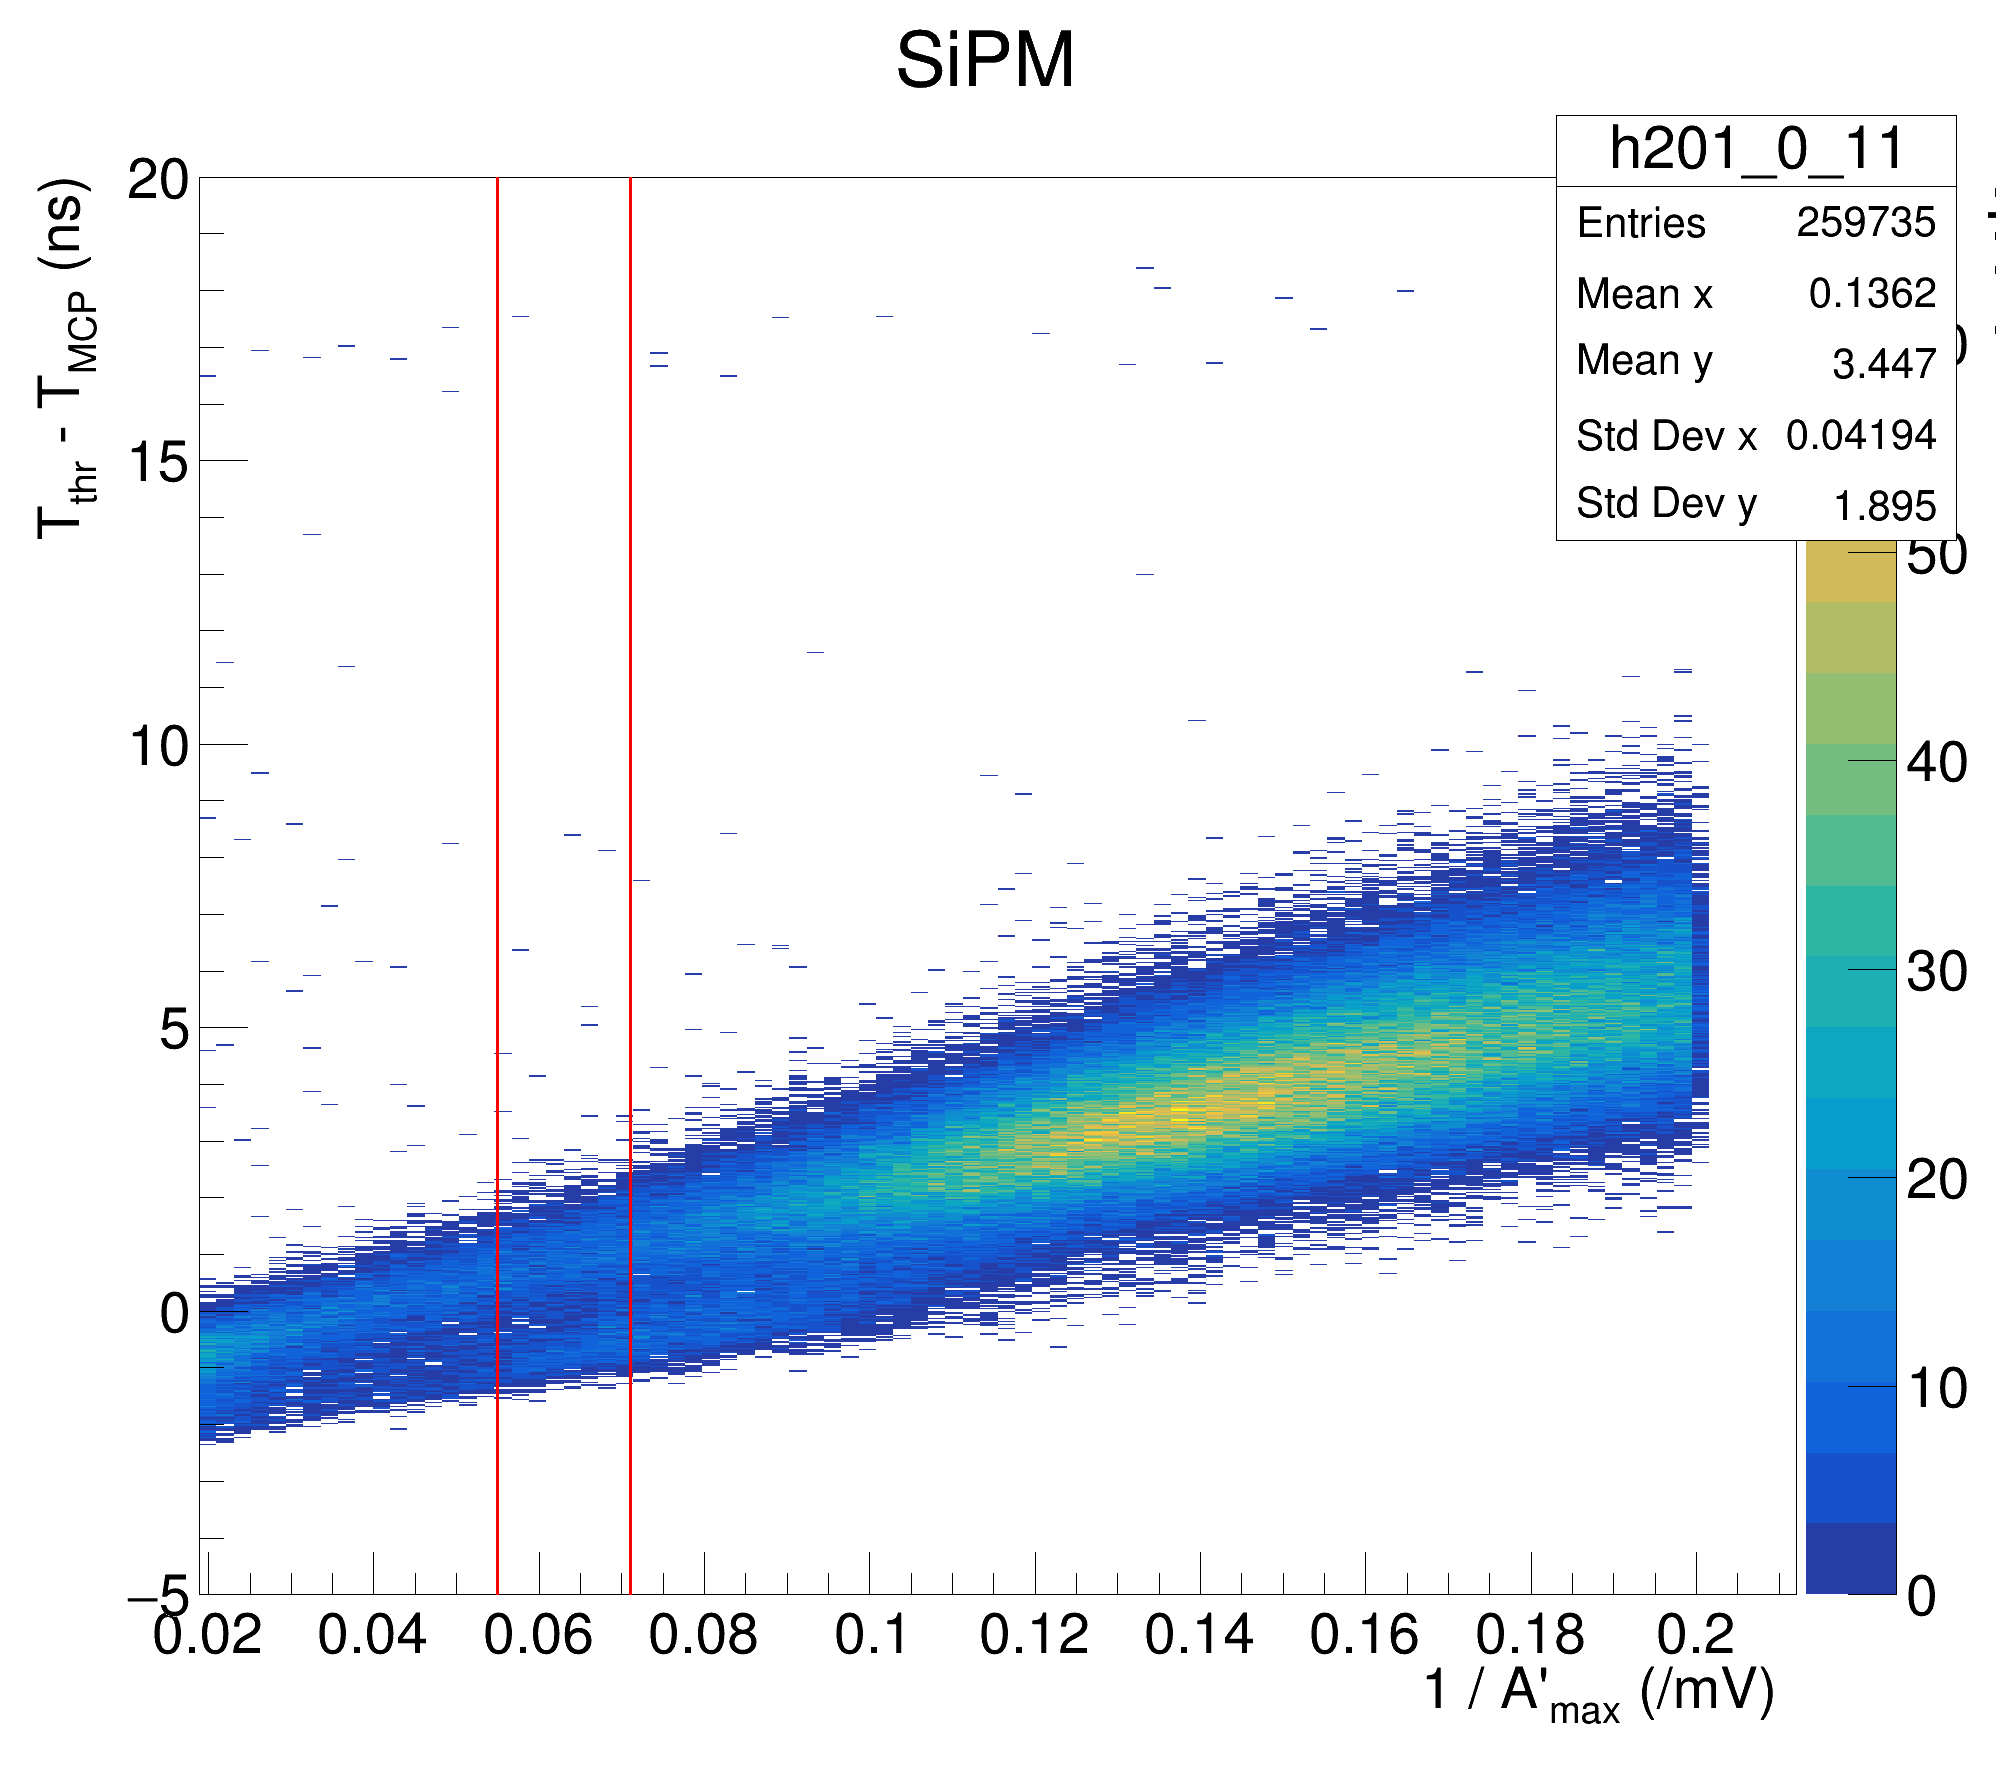 SiPM
h201_0_11
Entries 259735
Mean x 0.1362
Mean y 3.447
Std Dev x 0.04194
Std Dev y 1.895
T_thr - T_MCP (ns)
20
15
10
5
0
−5
0.02 0.04 0.06 0.08 0.1 0.12 0.14 0.16 0.18 0.2
1 / A'_max (/mV)
50
40
30
20
10
0